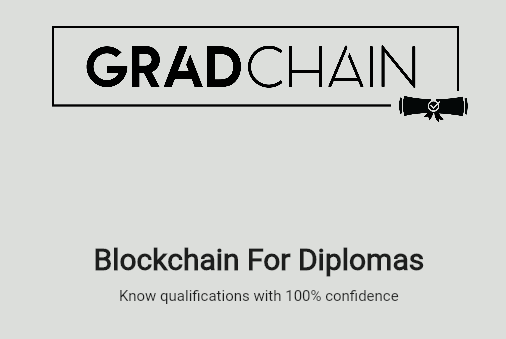 GRADCHAIN
Blockchain For Diplomas
Know qualifications with 100% confidence